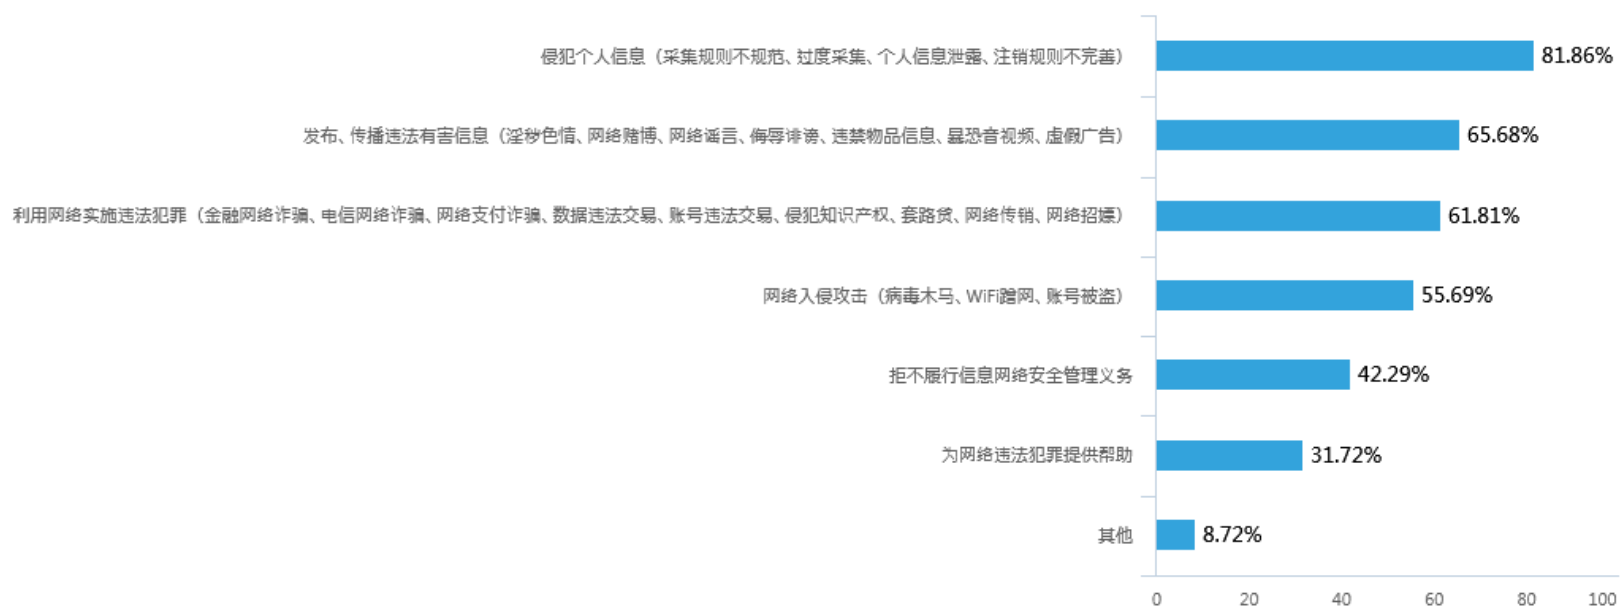 侵犯个人信息（采集规则不规范、过度采集、个人信息泄露、注销规则不完善） 81.86%
发布、传播违法有害信息（淫秽色情、网络赌博、网络谣言、侮辱诽谤、违禁物品信息、暴恐音视频、虚假广告） 65.68%
利用网络实施违法犯罪（金融网络诈骗、电信网络诈骗、网络支付诈骗、数据违法交易、账号违法交易、侵犯知识产权、套路贷、网络传销、网络招嫖） 61.81%
网络入侵攻击（病毒木马、WiFi蹭网、账号被盗） 55.69%
拒不履行信息网络安全管理义务 42.29%
为网络违法犯罪提供帮助 31.72%
其他 8.72%
0 20 40 60 80 100